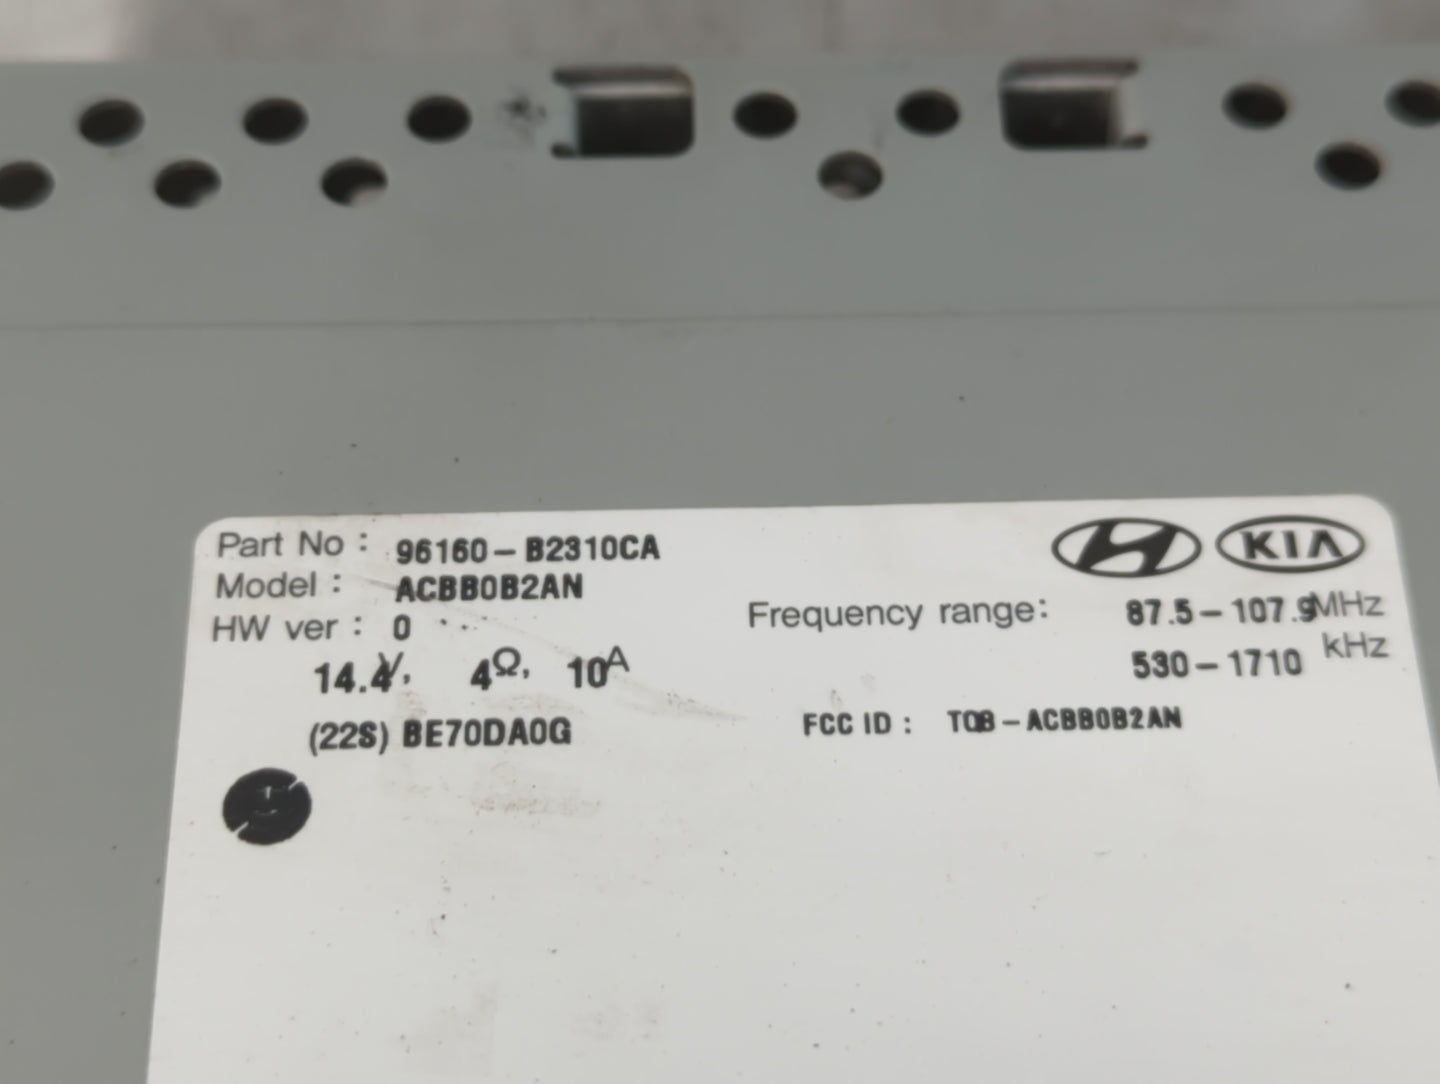 Part No : 96160-B2310CA
Model : ACBB0B2AN
HW ver : 0
14.4V, 4Ω, 10A
(22S) BE70DA0G
KIA
Frequency range: 87.5-107.9MHz
530-1710 kHz
FCC ID : TQ8-ACBB0B2AN